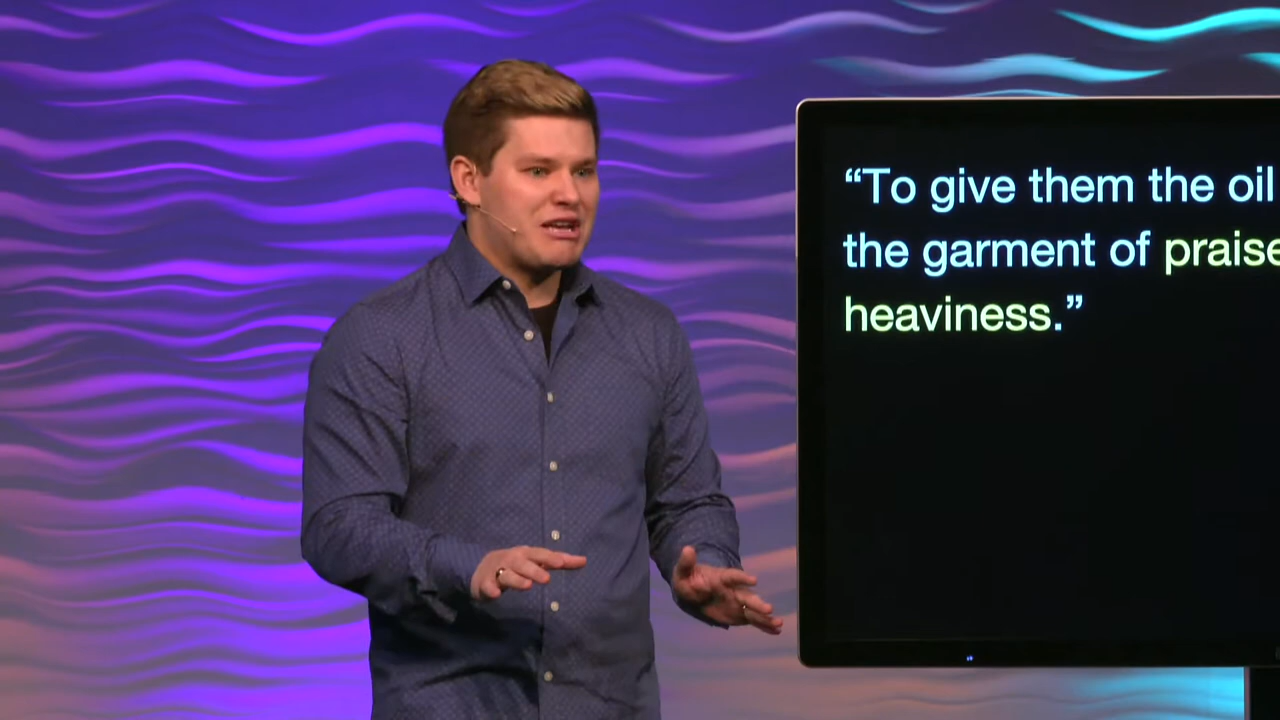 “To give them the oil
the garment of praise
heaviness.”